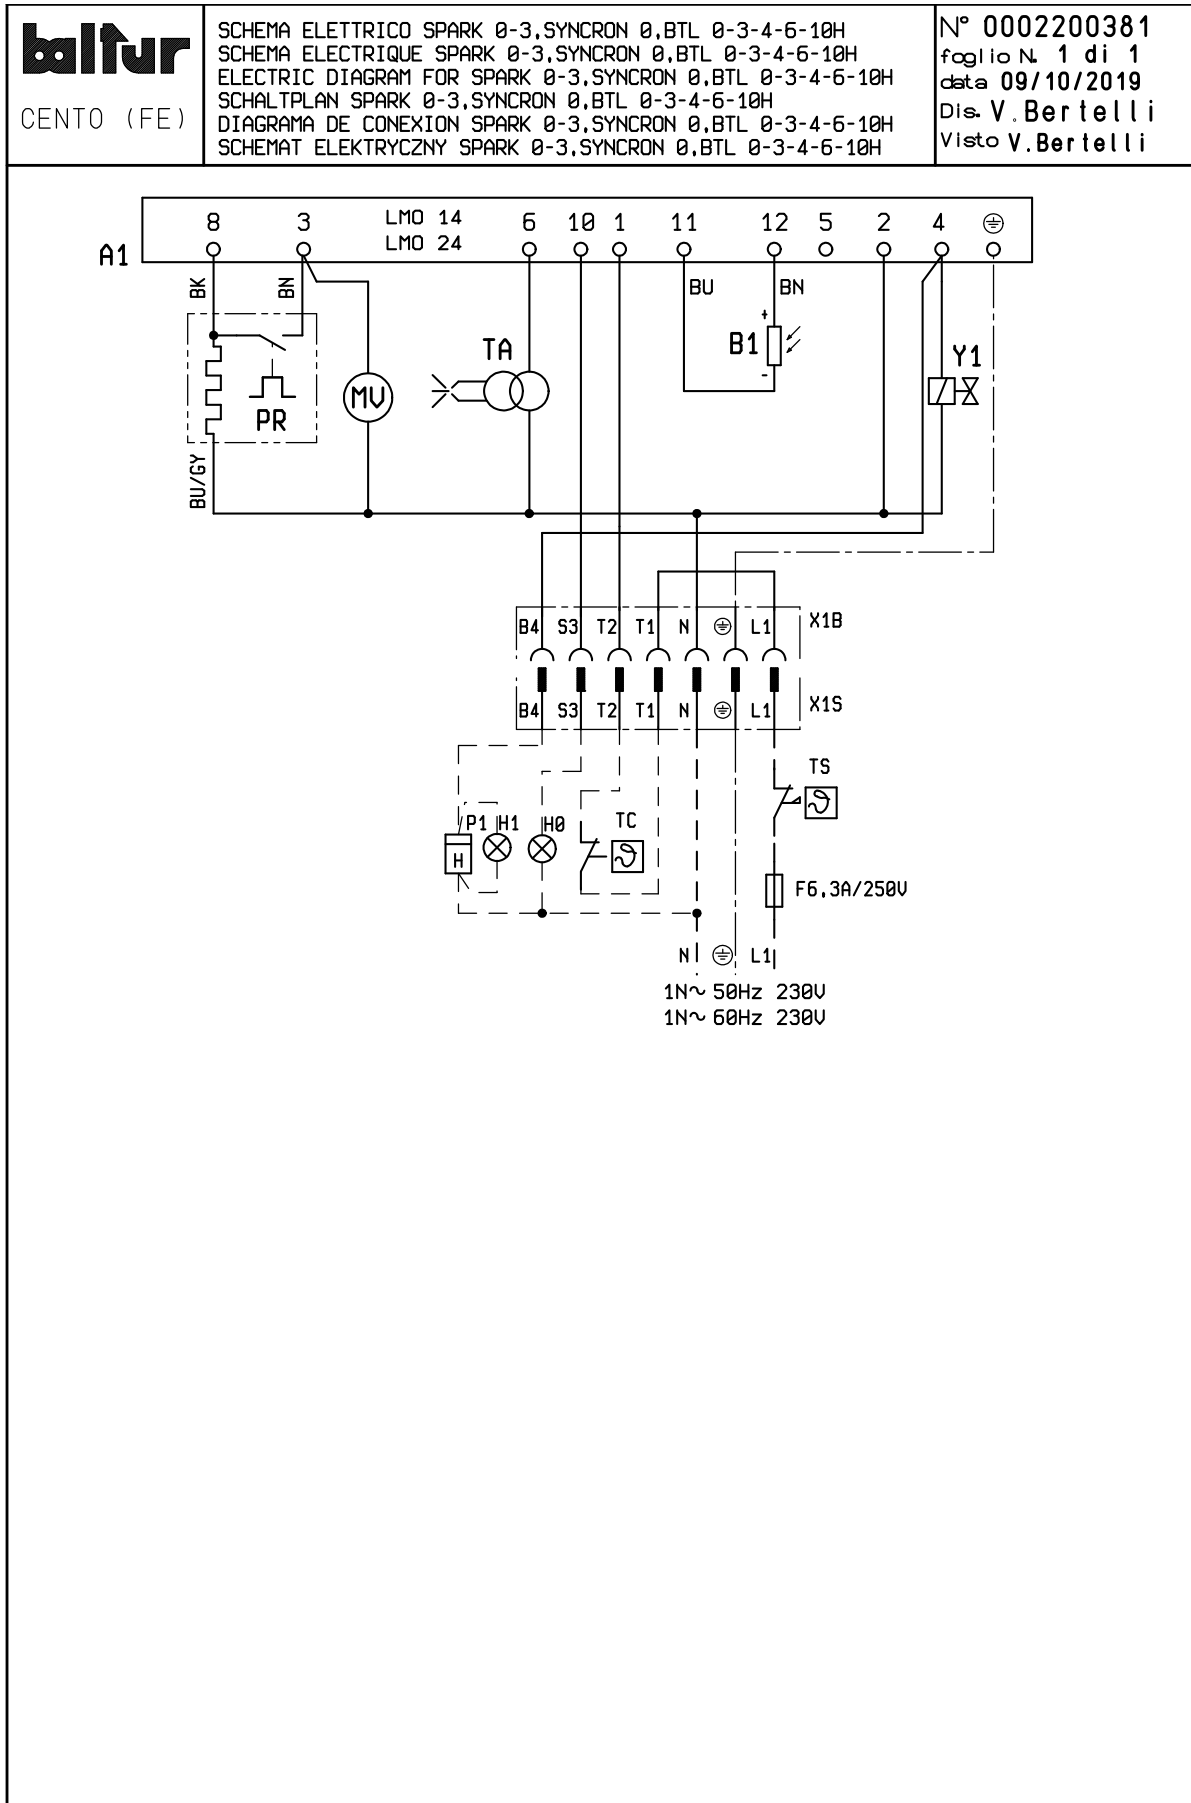 baltur
CENTO (FE)
SCHEMA ELETTRICO SPARK 0-3,SYNCRON 0,BTL 0-3-4-6-10H
SCHEMA ELECTRIQUE SPARK 0-3,SYNCRON 0,BTL 0-3-4-6-10H
ELECTRIC DIAGRAM FOR SPARK 0-3,SYNCRON 0,BTL 0-3-4-6-10H
SCHALTPLAN SPARK 0-3,SYNCRON 0,BTL 0-3-4-6-10H
DIAGRAMA DE CONEXION SPARK 0-3,SYNCRON 0,BTL 0-3-4-6-10H
SCHEMAT ELEKTRYCZNY SPARK 0-3,SYNCRON 0,BTL 0-3-4-6-10H
N° 0002200381
foglio N. 1 di 1
data 09/10/2019
Dis. V.Bertelli
Visto V.Bertelli
8 3 LMO 14 6 10 1 11 12 5 2 4
LMO 24
A1
BK BN BU BN
+
TA B1 Y1
-
MV
PR
BU/GY
B4 S3 T2 T1 N L1 X1B
B4 S3 T2 T1 N L1 X1S
TS
P1 H1 H0 TC
H
F6,3A/250V
N L1
1N~ 50Hz 230V
1N~ 60Hz 230V